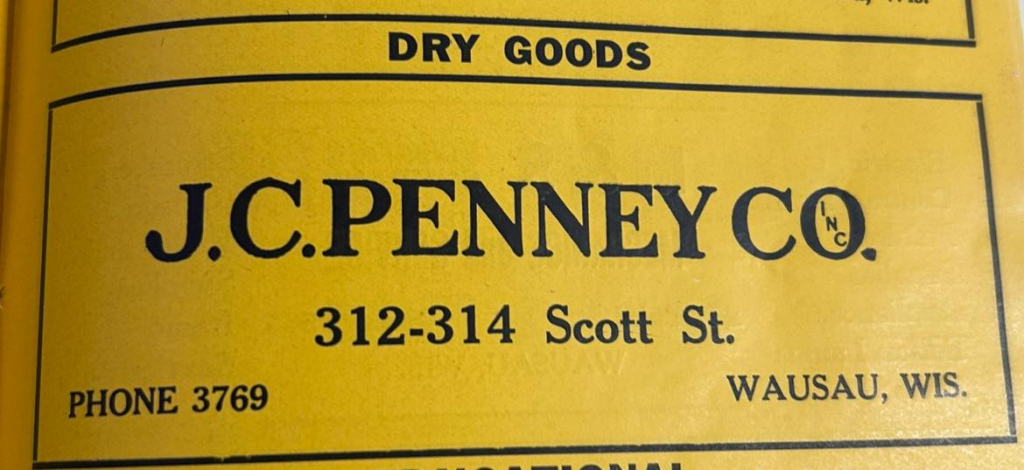 DRY GOODS
J.C. PENNEY CO. INC
312-314 Scott St.
PHONE 3769
WAUSAU, WIS.